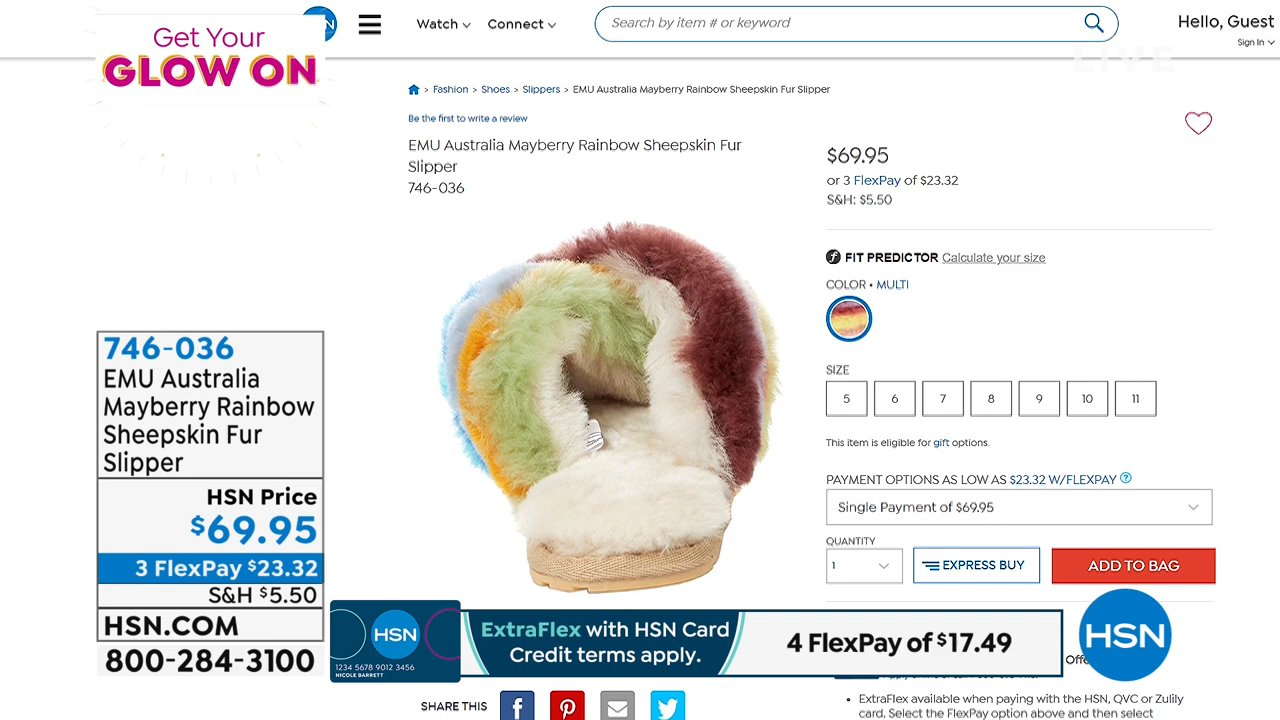 Get Your
GLOW ON
Watch
Connect
Search by item # or keyword
Hello, Guest
Sign In
LIVE
> Fashion > Shoes > Slippers > EMU Australia Mayberry Rainbow Sheepskin Fur Slipper
Be the first to write a review
EMU Australia Mayberry Rainbow Sheepskin Fur
Slipper
746-036
$69.95
or 3 FlexPay of $23.32
S&H: $5.50
FIT PREDICTOR Calculate your size
COLOR • MULTI
SIZE
5 6 7 8 9 10 11
This item is eligible for gift options.
PAYMENT OPTIONS AS LOW AS $23.32 W/FLEXPAY ?
Single Payment of $69.95
QUANTITY
1
EXPRESS BUY
ADD TO BAG
746-036
EMU Australia
Mayberry Rainbow
Sheepskin Fur
Slipper
HSN Price
$69.95
3 FlexPay $23.32
S&H $5.50
HSN.COM
800-284-3100
HSN
1234 5678 9012 3456
NICOLE BARRETT
ExtraFlex with HSN Card
Credit terms apply.
4 FlexPay of $17.49
HSN
SHARE THIS
• ExtraFlex available when paying with the HSN, QVC or Zulily
card. Select the FlexPay option above and then select